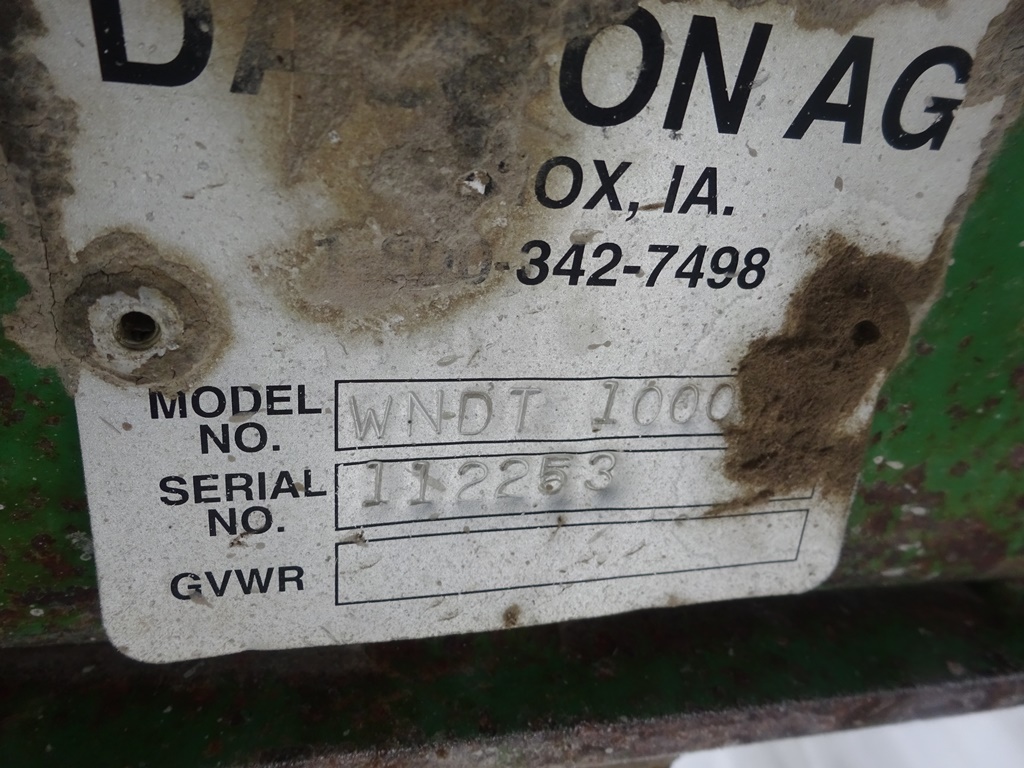 ON AG
OX, IA.
-342-7498
MODEL NO. WNDT 1000
SERIAL NO. 112253
GVWR